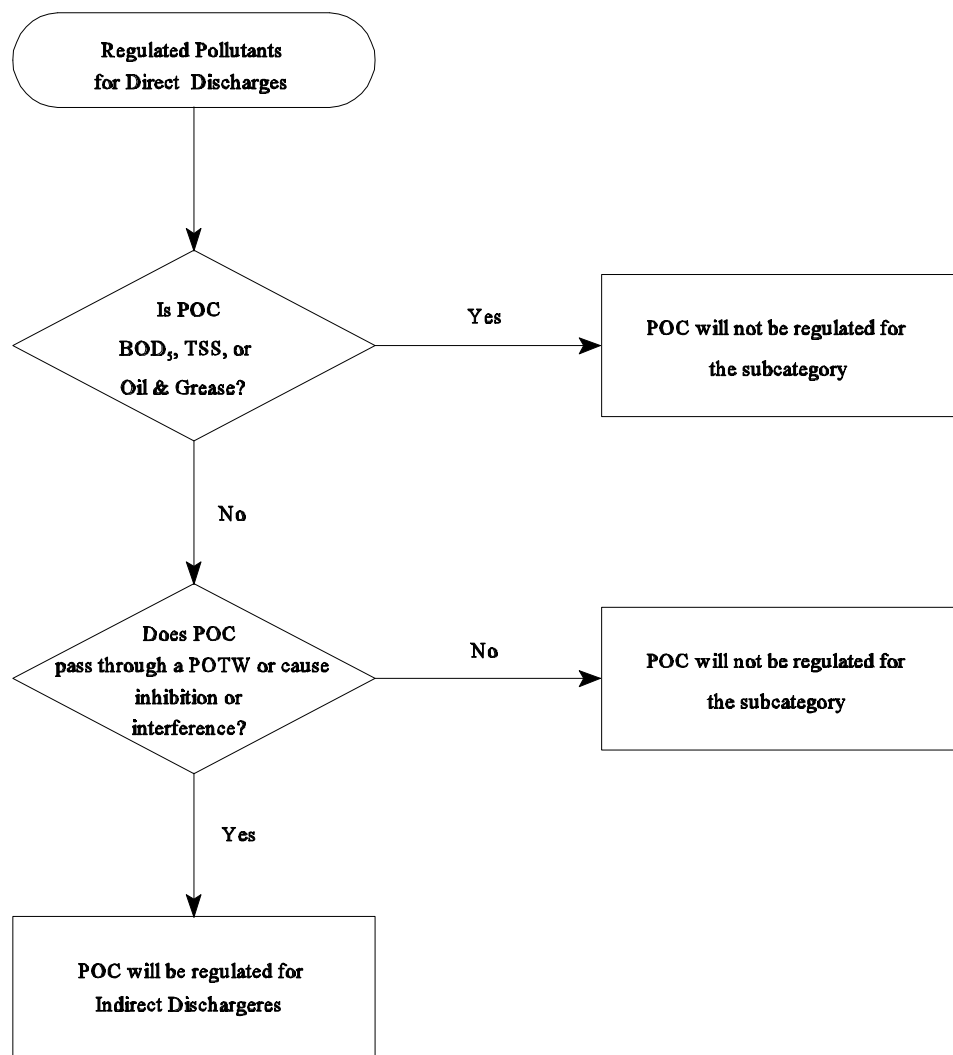 Regulated Pollutants
for Direct Discharges
Is POC
BOD₅, TSS, or
Oil & Grease?
Yes
POC will not be regulated for
the subcategory
No
Does POC
pass through a POTW or cause
inhibition or
interference?
No
POC will not be regulated for
the subcategory
Yes
POC will be regulated for
Indirect Dischargeres